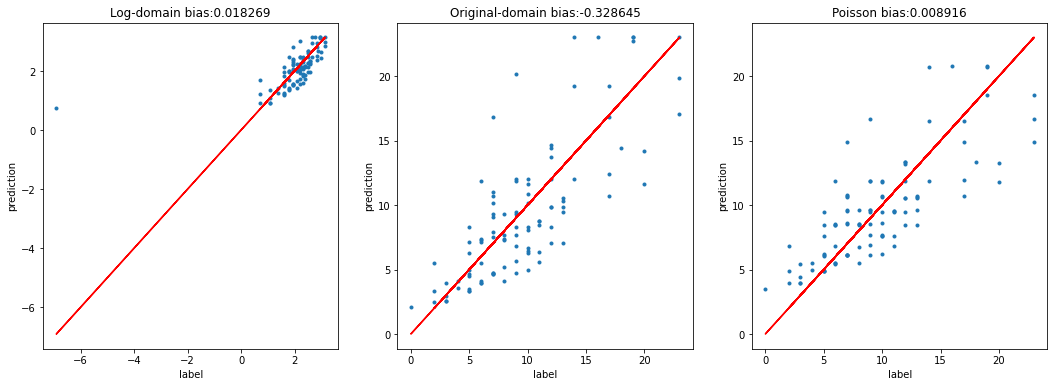 Log-domain bias:0.018269
prediction
2
0
−2
−4
−6
−6 −4 −2 0 2
label
Original-domain bias:-0.328645
prediction
20
15
10
5
0
0 5 10 15 20
label
Poisson bias:0.008916
prediction
20
15
10
5
0
0 5 10 15 20
label